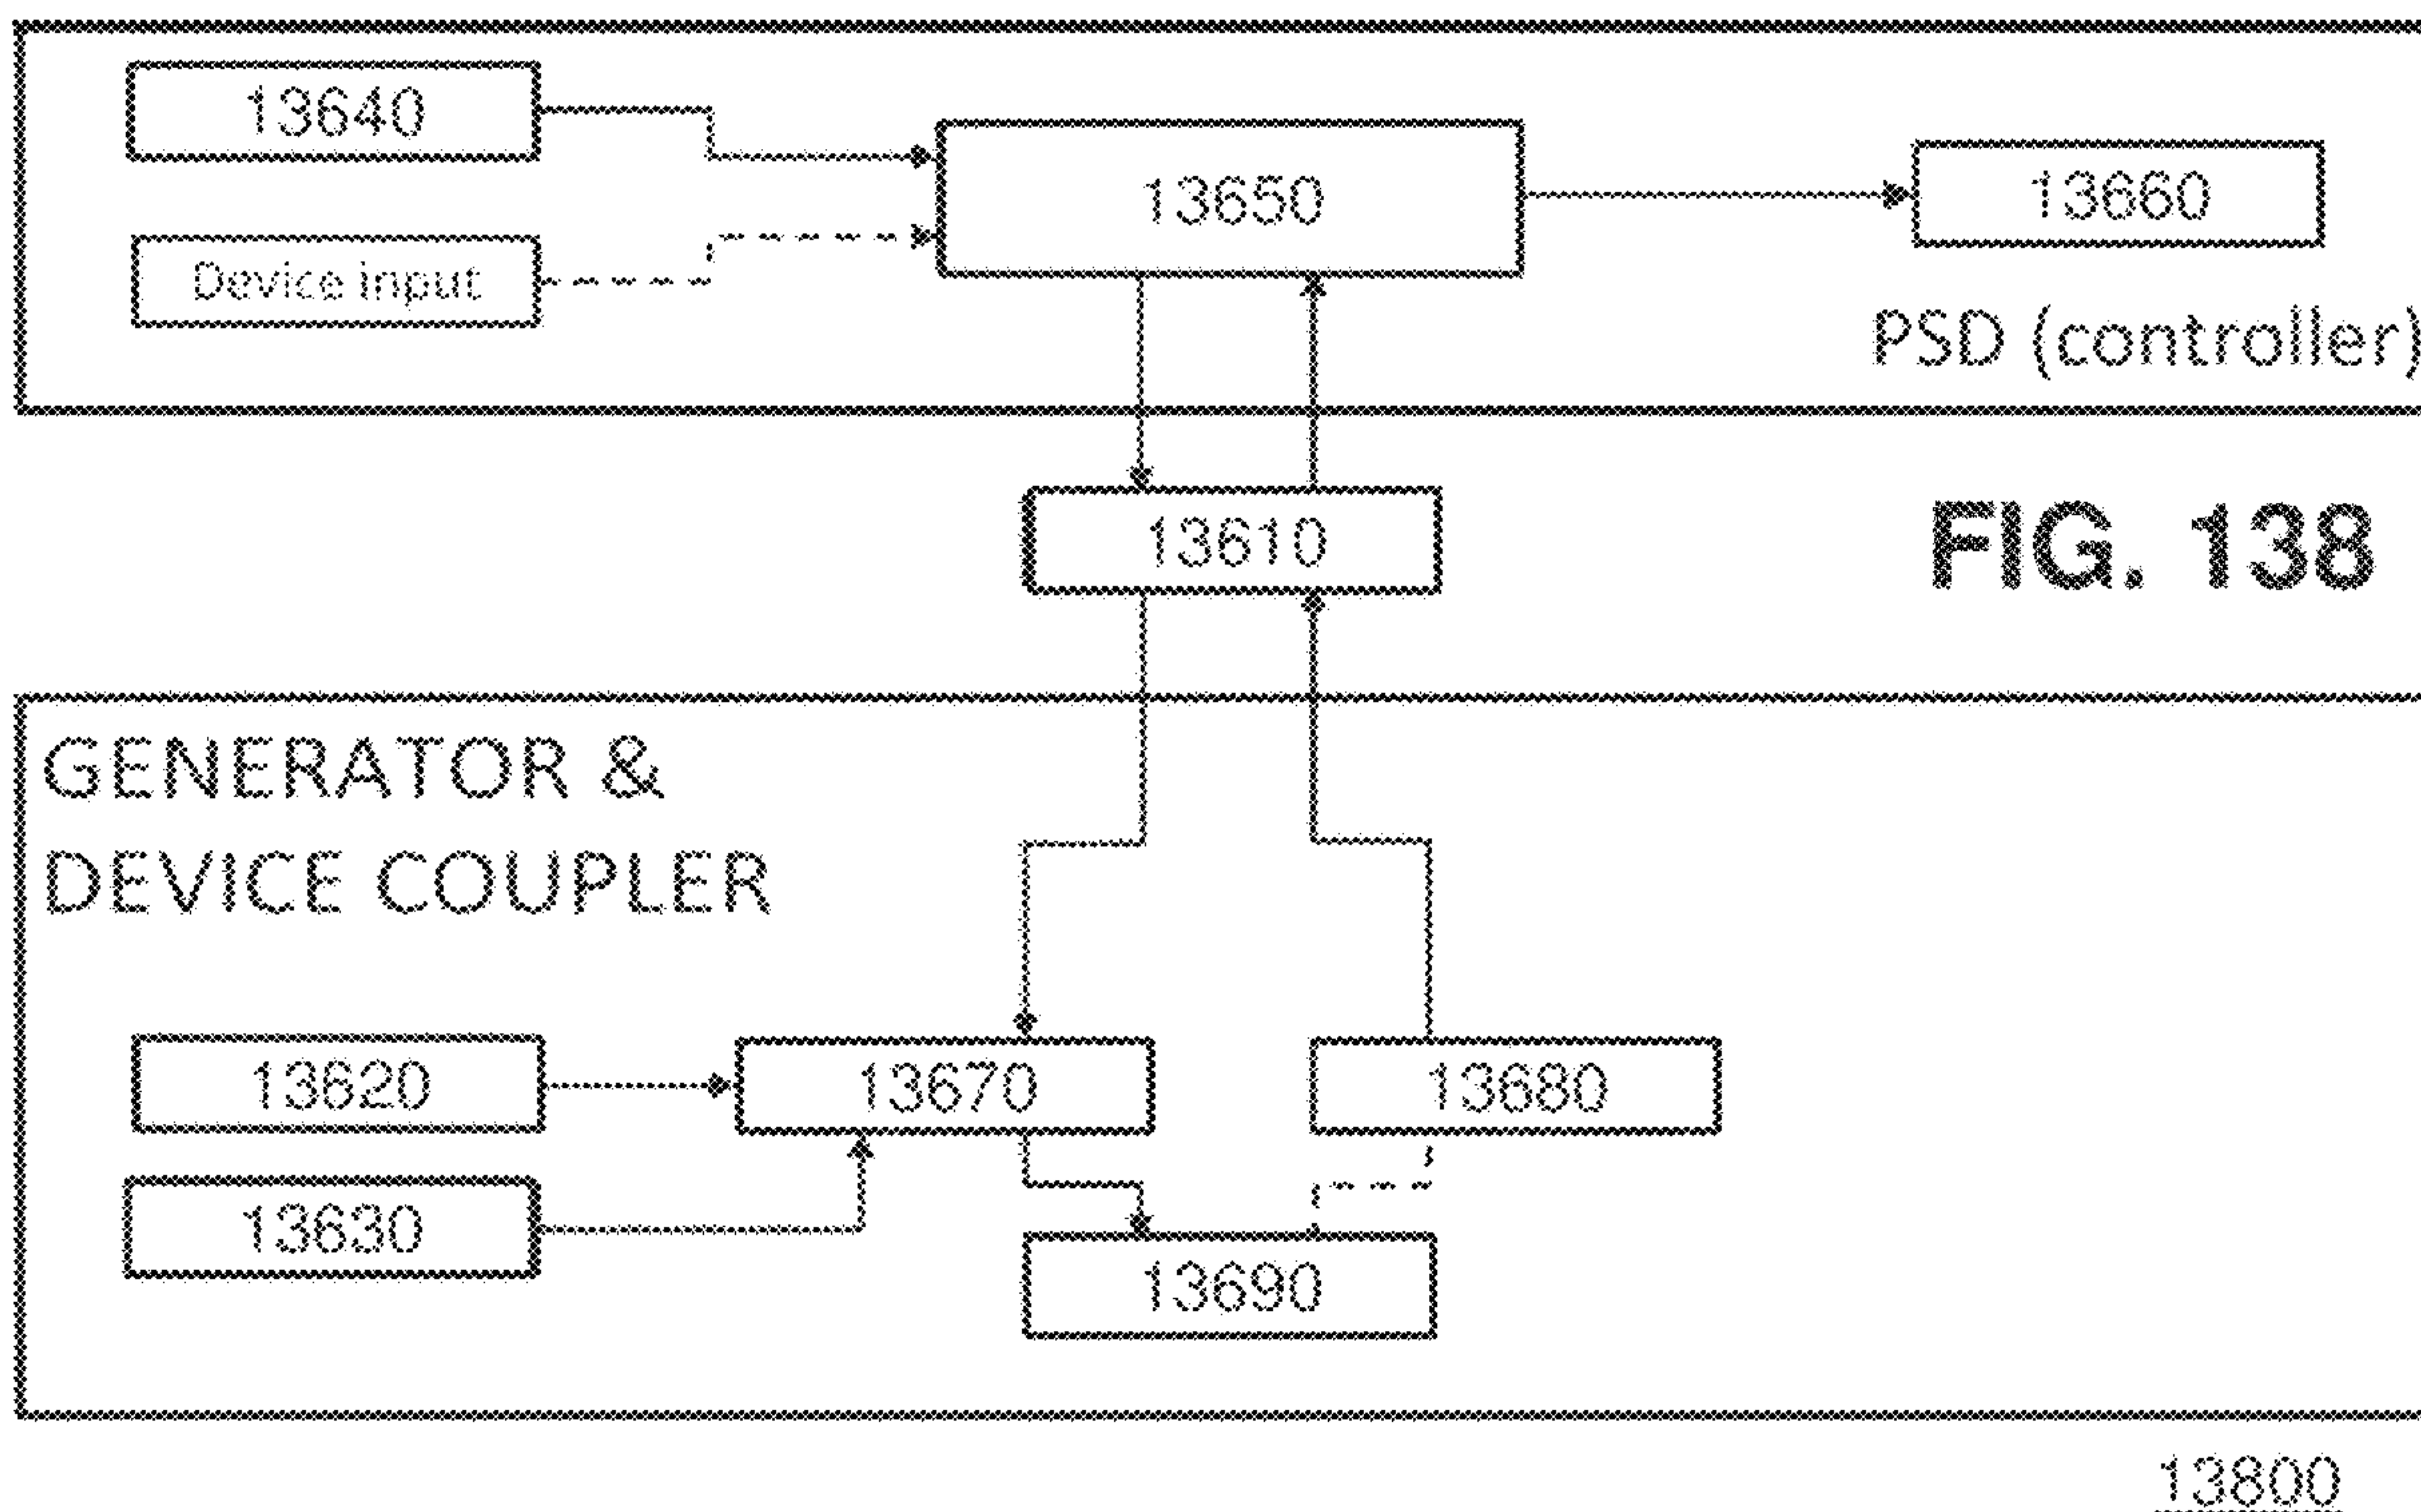 13640
13650
13660
Device input
PSD (controller)
13610
FIG. 138
GENERATOR &
DEVICE COUPLER
13620
13670
13680
13630
13690
13800